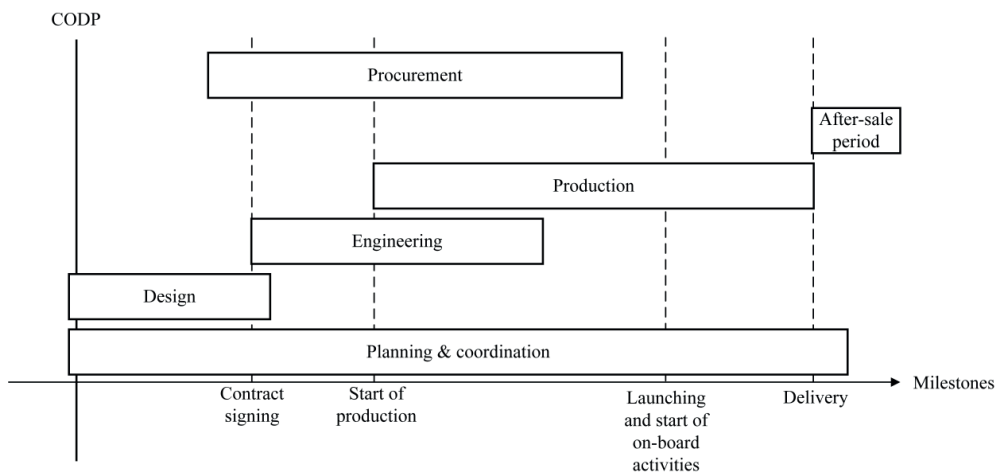 CODP
Procurement
After-sale
period
Production
Engineering
Design
Planning & coordination
Milestones
Contract
signing
Start of
production
Launching
and start of
on-board
activities
Delivery